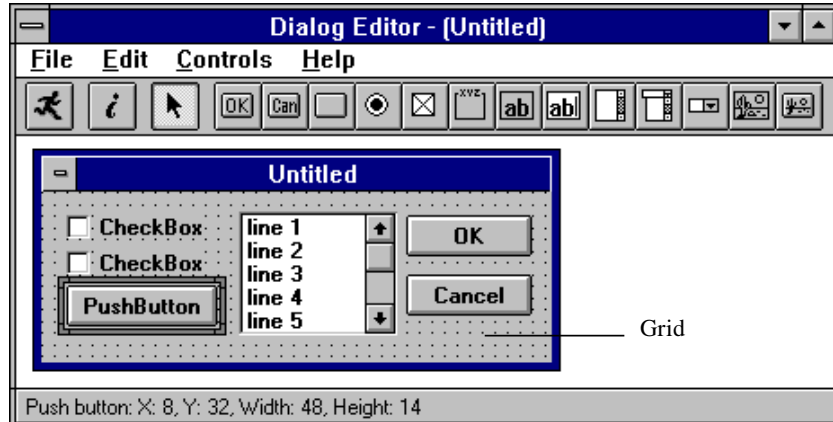 Dialog Editor - (Untitled)
File Edit Controls Help
i OK Can xyz ab ab
Untitled
CheckBox
CheckBox
PushButton
line 1
line 2
line 3
line 4
line 5
OK
Cancel
Grid
Push button: X: 8, Y: 32, Width: 48, Height: 14